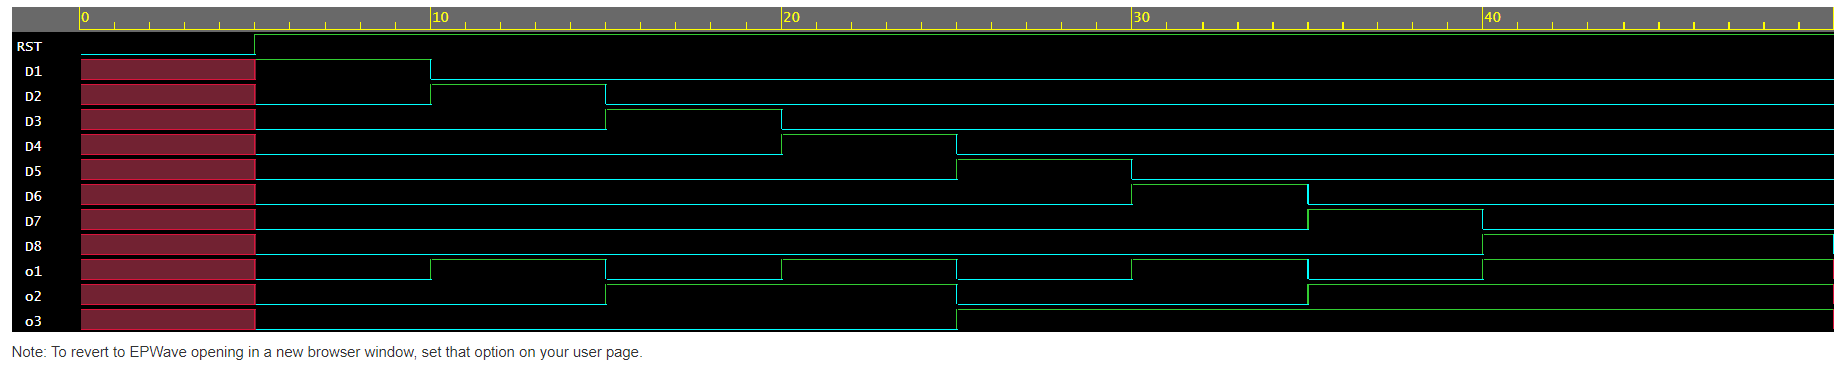 0 10 20 30 40
RST
D1
D2
D3
D4
D5
D6
D7
D8
o1
o2
o3
Note: To revert to EPWave opening in a new browser window, set that option on your user page.